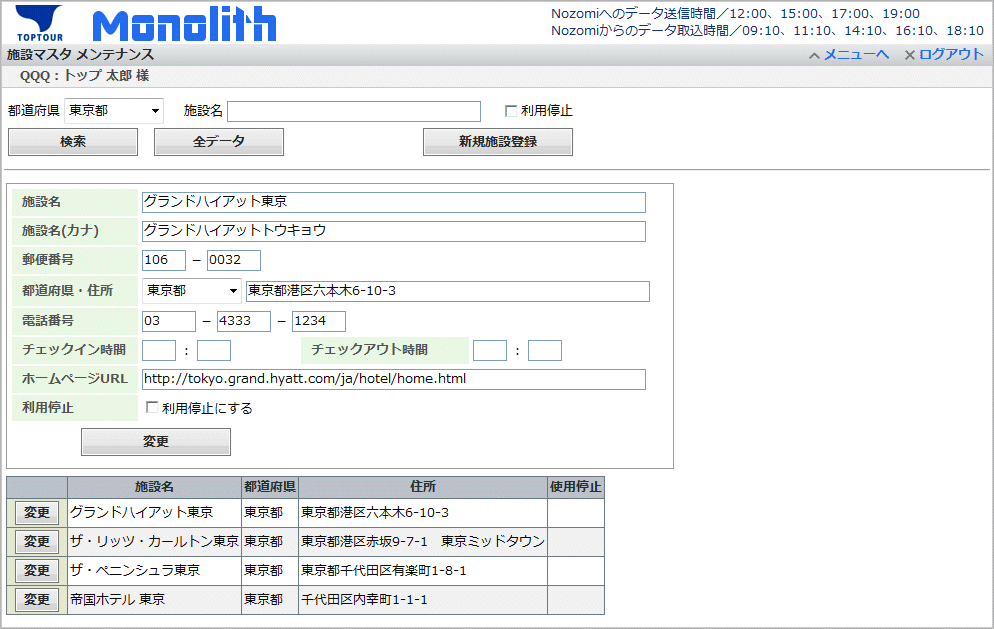 TOPTOUR
Monolith
Nozomiへのデータ送信時間／12:00、15:00、17:00、19:00
Nozomiからのデータ取込時間／09:10、11:10、14:10、16:10、18:10
施設マスタ メンテナンス
メニューへ ログアウト
QQQ：トップ 太郎 様
都道府県 東京都 施設名 利用停止
検索 全データ 新規施設登録
施設名 グランドハイアット東京
施設名(カナ) グランドハイアットトウキョウ
郵便番号 106 － 0032
都道府県・住所 東京都 東京都港区六本木6-10-3
電話番号 03 － 4333 － 1234
チェックイン時間 : チェックアウト時間 :
ホームページURL http://tokyo.grand.hyatt.com/ja/hotel/home.html
利用停止 利用停止にする
変更
施設名 都道府県 住所 使用停止
変更 グランドハイアット東京 東京都 東京都港区六本木6-10-3
変更 ザ・リッツ・カールトン東京 東京都 東京都港区赤坂9-7-1　東京ミッドタウン
変更 ザ・ペニンシュラ東京 東京都 東京都千代田区有楽町1-8-1
変更 帝国ホテル 東京 東京都 千代田区内幸町1-1-1